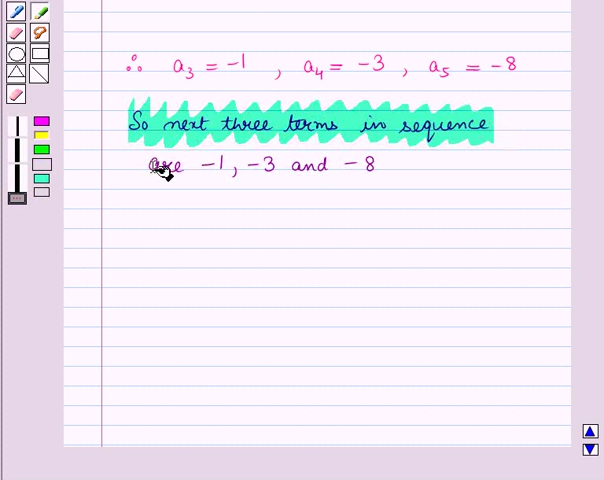 ∴ a₃ = -1 , a₄ = -3 , a₅ = -8
So next three terms in sequence
are -1, -3 and -8